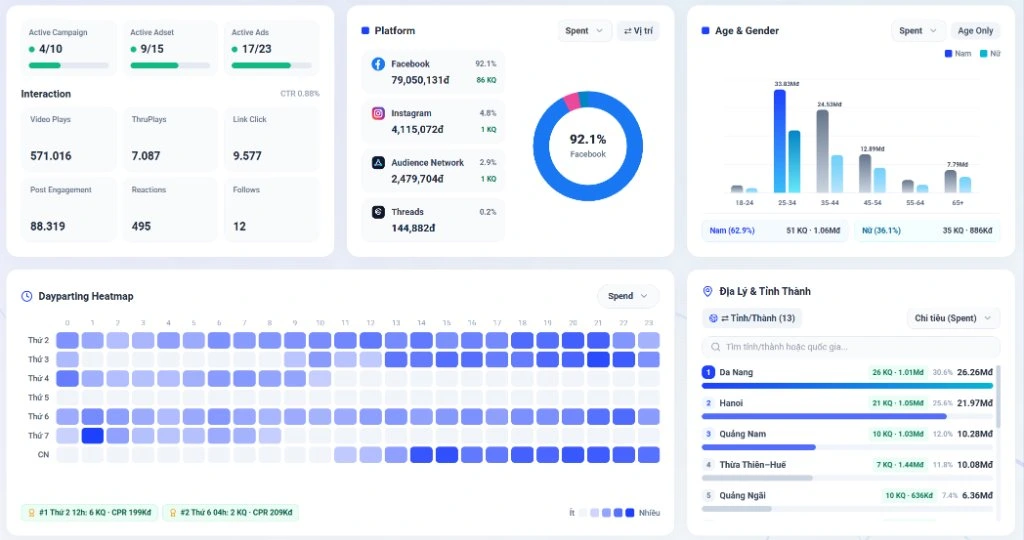 Active Campaign
4/10
Active Adset
9/15
Active Ads
17/23
Interaction
CTR 0.88%
Video Plays
571.016
ThruPlays
7.087
Link Click
9.577
Post Engagement
88.319
Reactions
495
Follows
12
Platform
Spent
⇄ Vị trí
Facebook 92.1%
79,050,131đ 86 KQ
Instagram 4.8%
4,115,072đ 1 KQ
Audience Network 2.9%
2,479,704đ 1 KQ
Threads 0.2%
144,882đ
92.1%
Facebook
Age & Gender
Spent
Age Only
Nam Nữ
33.83Mđ
24.53Mđ
12.89Mđ
7.79Mđ
18-24 25-34 35-44 45-54 55-64 65+
Nam (62.9%) 51 KQ · 1.06Mđ
Nữ (36.1%) 35 KQ · 886Kđ
Dayparting Heatmap
Spend
0 1 2 3 4 5 6 7 8 9 10 11 12 13 14 15 16 17 18 19 20 21 22 23
Thứ 2
Thứ 3
Thứ 4
Thứ 5
Thứ 6
Thứ 7
CN
#1 Thứ 2 12h: 6 KQ · CPR 199Kđ
#2 Thứ 6 04h: 2 KQ · CPR 209Kđ
Ít Nhiều
Địa Lý & Tỉnh Thành
⇄ Tỉnh/Thành (13)
Chi tiêu (Spent)
Tìm tỉnh/thành hoặc quốc gia...
1 Da Nang 26 KQ · 1.01Mđ 30.6% 26.26Mđ
2 Hanoi 21 KQ · 1.05Mđ 25.6% 21.97Mđ
3 Quảng Nam 10 KQ · 1.03Mđ 12.0% 10.28Mđ
4 Thừa Thiên–Huế 7 KQ · 1.44Mđ 11.8% 10.08Mđ
5 Quảng Ngãi 10 KQ · 636Kđ 7.4% 6.36Mđ